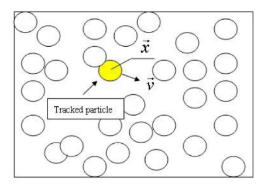 x⃗
v⃗
Tracked particle